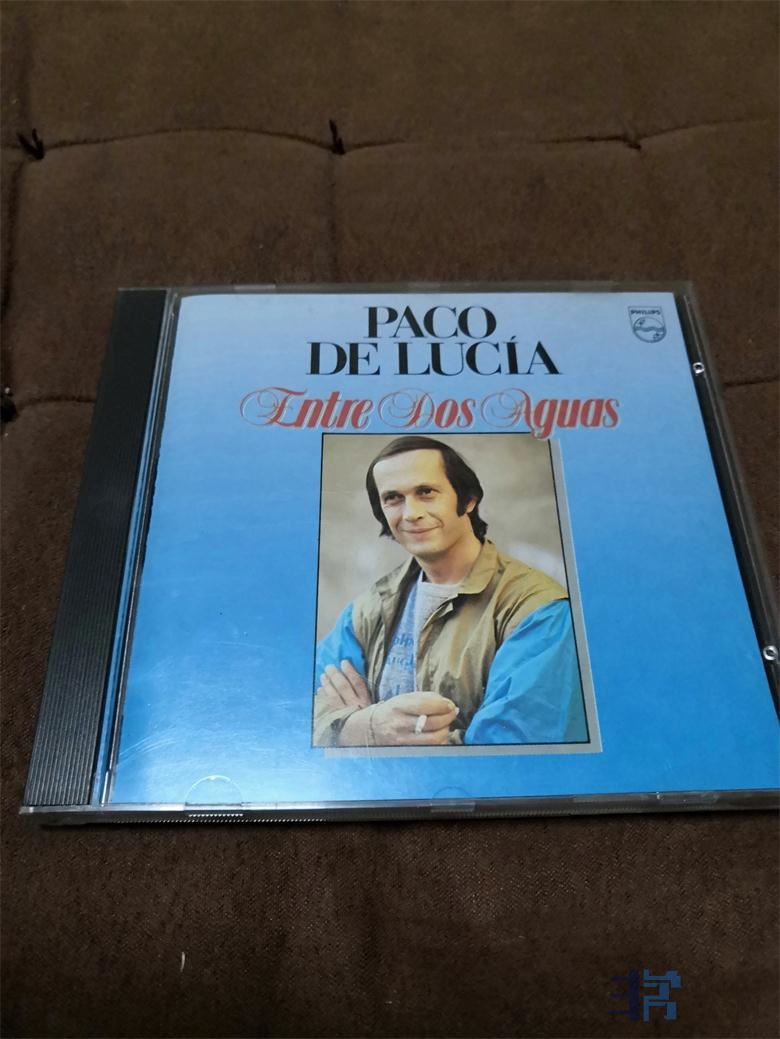 PACO
DE LUCÍA
PHILIPS
Entre Dos Aguas